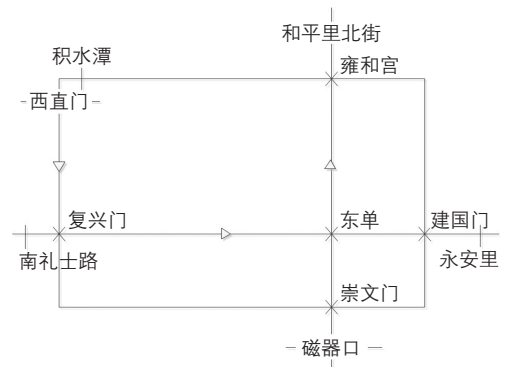 和平里北街
积水潭
雍和宫
西直门
复兴门
东单
建国门
南礼士路
永安里
崇文门
磁器口